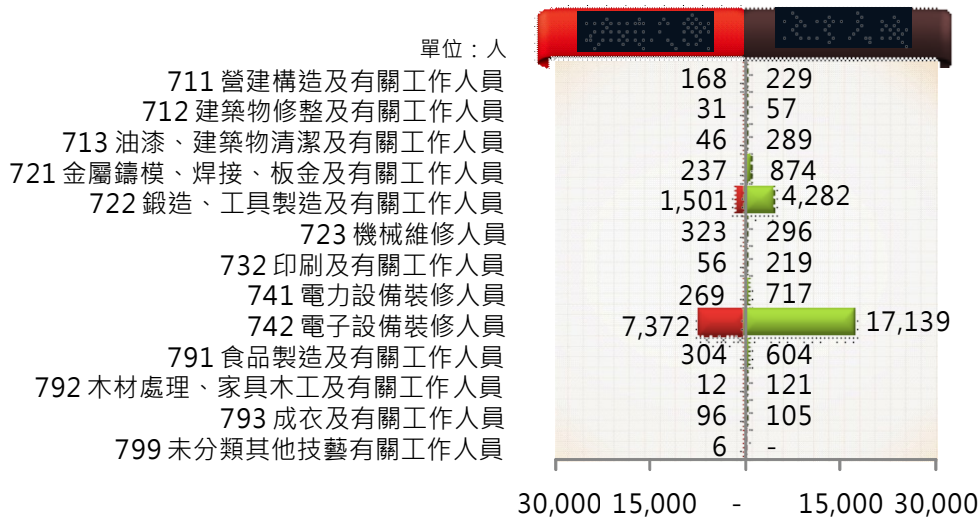 單位：人
711 營建構造及有關工作人員 168 229
712 建築物修整及有關工作人員 31 57
713 油漆、建築物清潔及有關工作人員 46 289
721 金屬鑄模、焊接、板金及有關工作人員 237 874
722 鍛造、工具製造及有關工作人員 1,501 4,282
723 機械維修人員 323 296
732 印刷及有關工作人員 56 219
741 電力設備裝修人員 269 717
742 電子設備裝修人員 7,372 17,139
791 食品製造及有關工作人員 304 604
792 木材處理、家具木工及有關工作人員 12 121
793 成衣及有關工作人員 96 105
799 未分類其他技藝有關工作人員 6 -
30,000 15,000 - 15,000 30,000